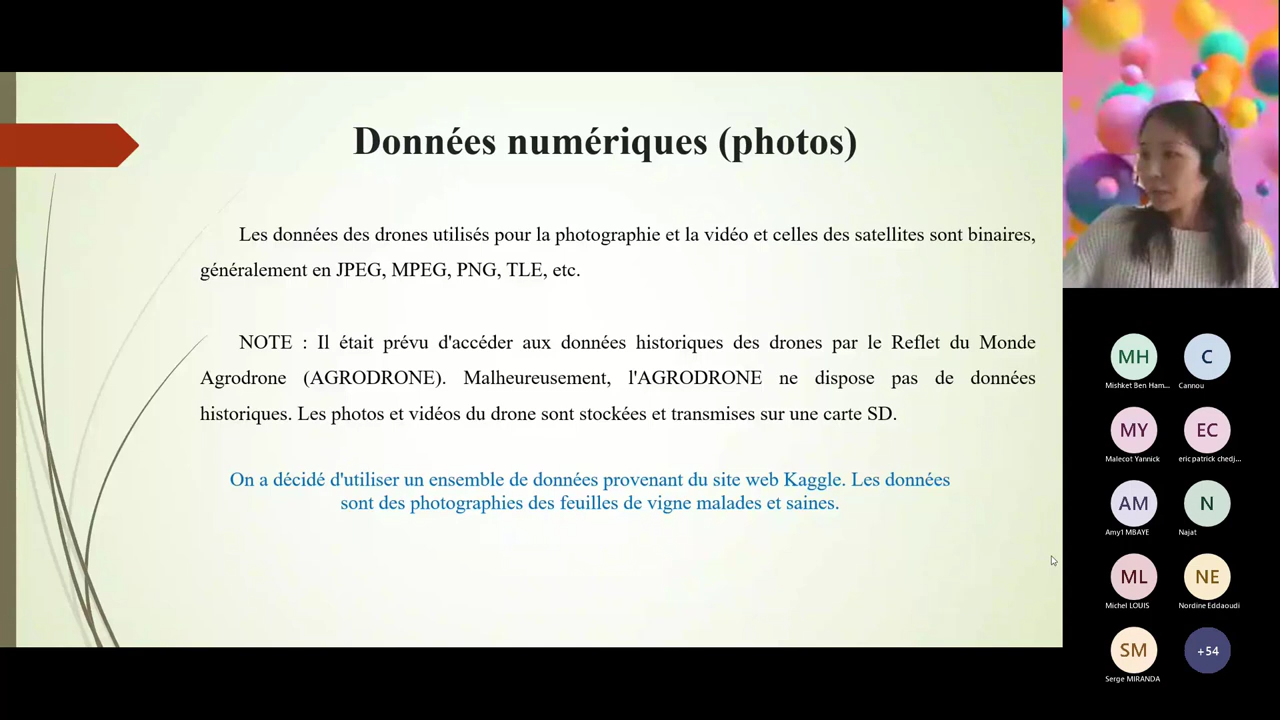 Données numériques (photos)
Les données des drones utilisés pour la photographie et la vidéo et celles des satellites sont binaires,
généralement en JPEG, MPEG, PNG, TLE, etc.
NOTE : Il était prévu d'accéder aux données historiques des drones par le Reflet du Monde
Agrodrone (AGRODRONE). Malheureusement, l'AGRODRONE ne dispose pas de données
historiques. Les photos et vidéos du drone sont stockées et transmises sur une carte SD.
On a décidé d'utiliser un ensemble de données provenant du site web Kaggle. Les données
sont des photographies des feuilles de vigne malades et saines.
MH C
Mishket Ben Ham... Cannou
MY EC
Malecot Yannick eric patrick chedj...
AM N
Amy1 MBAYE Najat
ML NE
Michel LOUIS Nordine Eddaoudi
SM +54
Serge MIRANDA